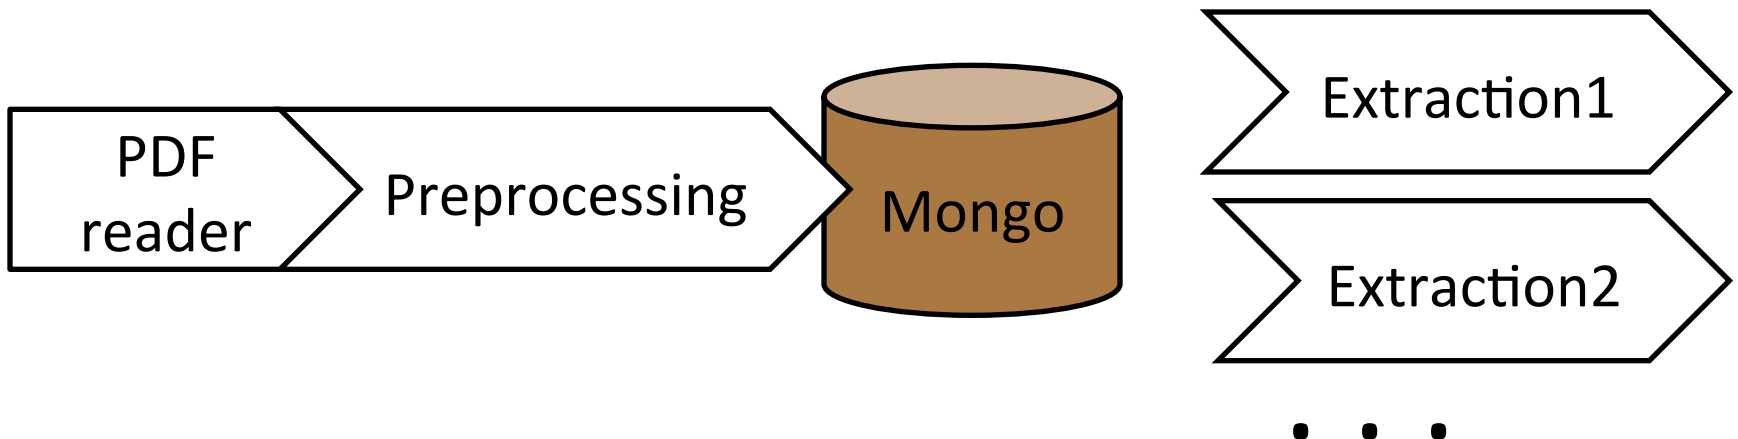 PDF
reader
Preprocessing
Mongo
Extraction1
Extraction2
. . .